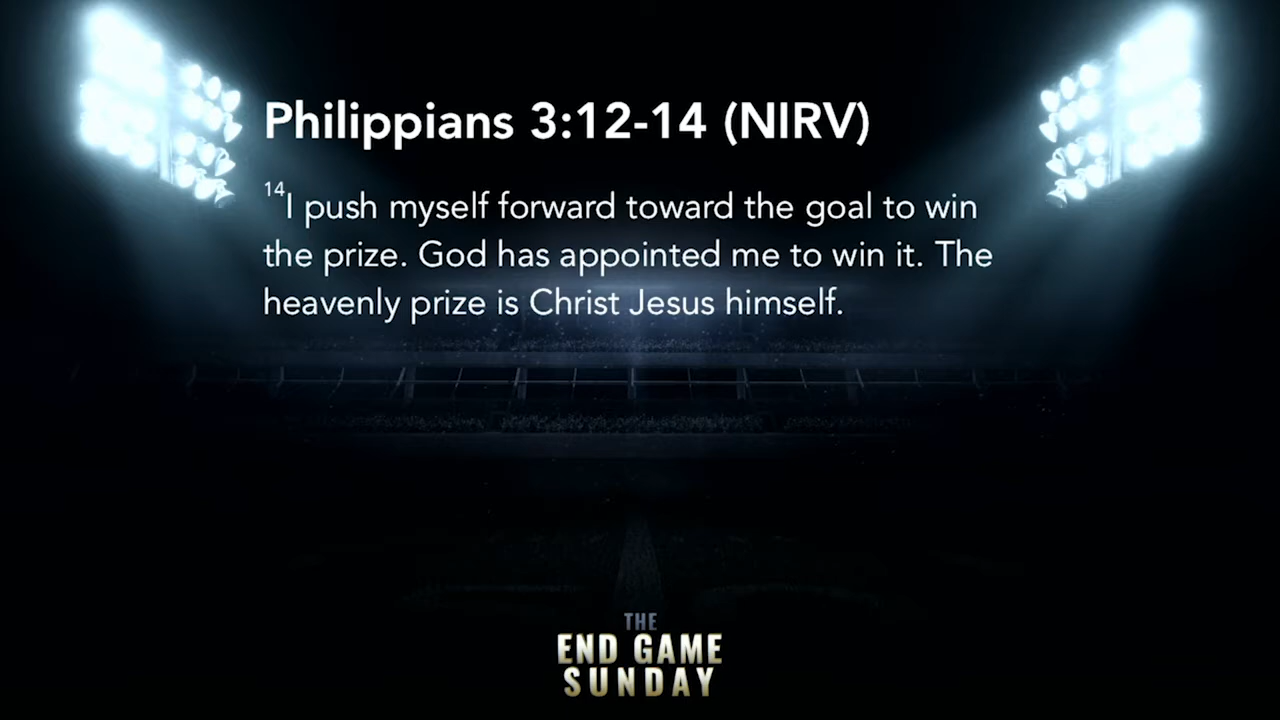 Philippians 3:12-14 (NIRV)
14I push myself forward toward the goal to win
the prize. God has appointed me to win it. The
heavenly prize is Christ Jesus himself.
THE
END GAME
SUNDAY